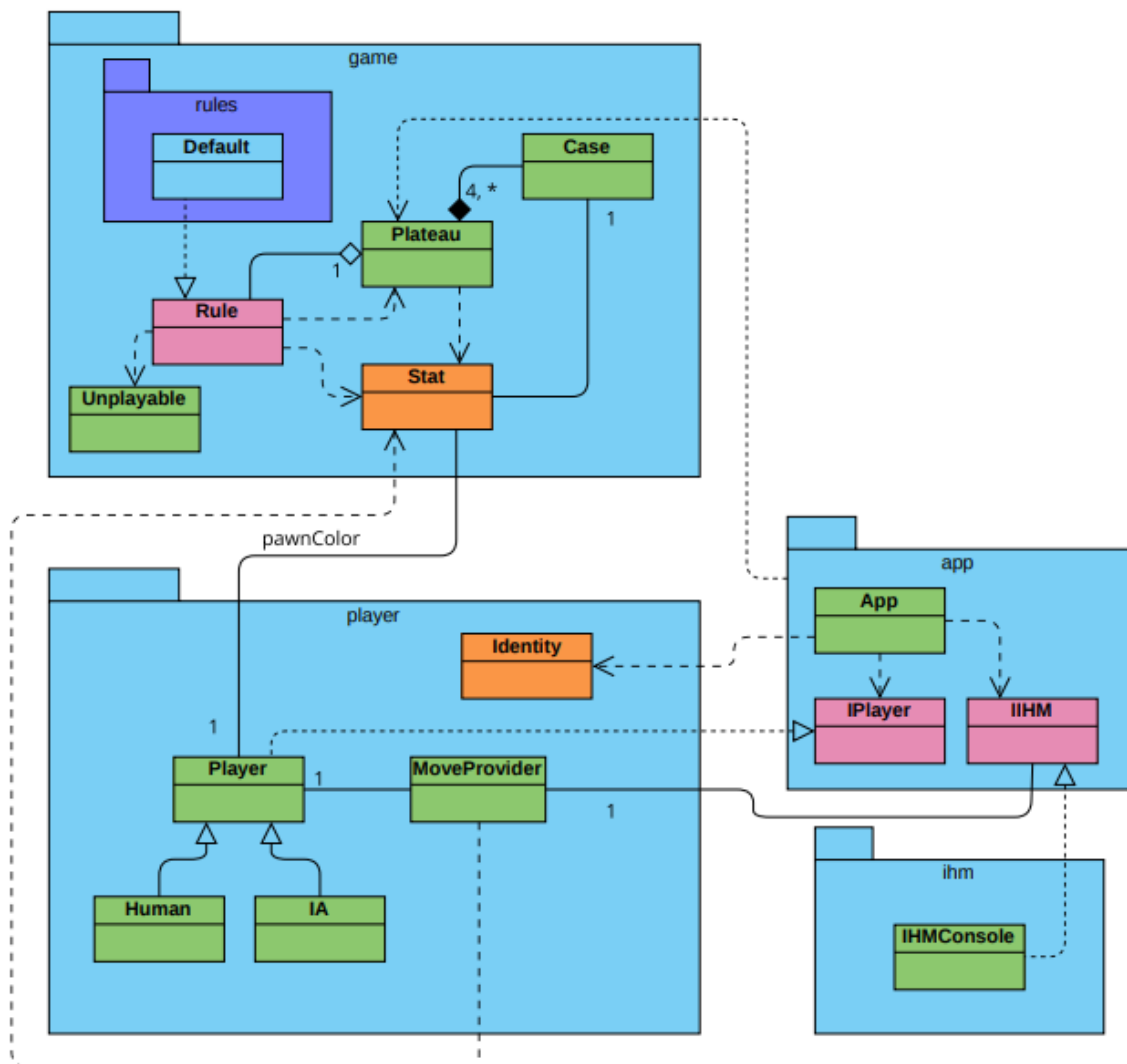 game
rules
Default
Case
4, *
1
Plateau
1
Rule
Stat
Unplayable
pawnColor
app
player
App
Identity
IPlayer
IIHM
1
Player
1
MoveProvider
1
ihm
Human
IA
IHMConsole